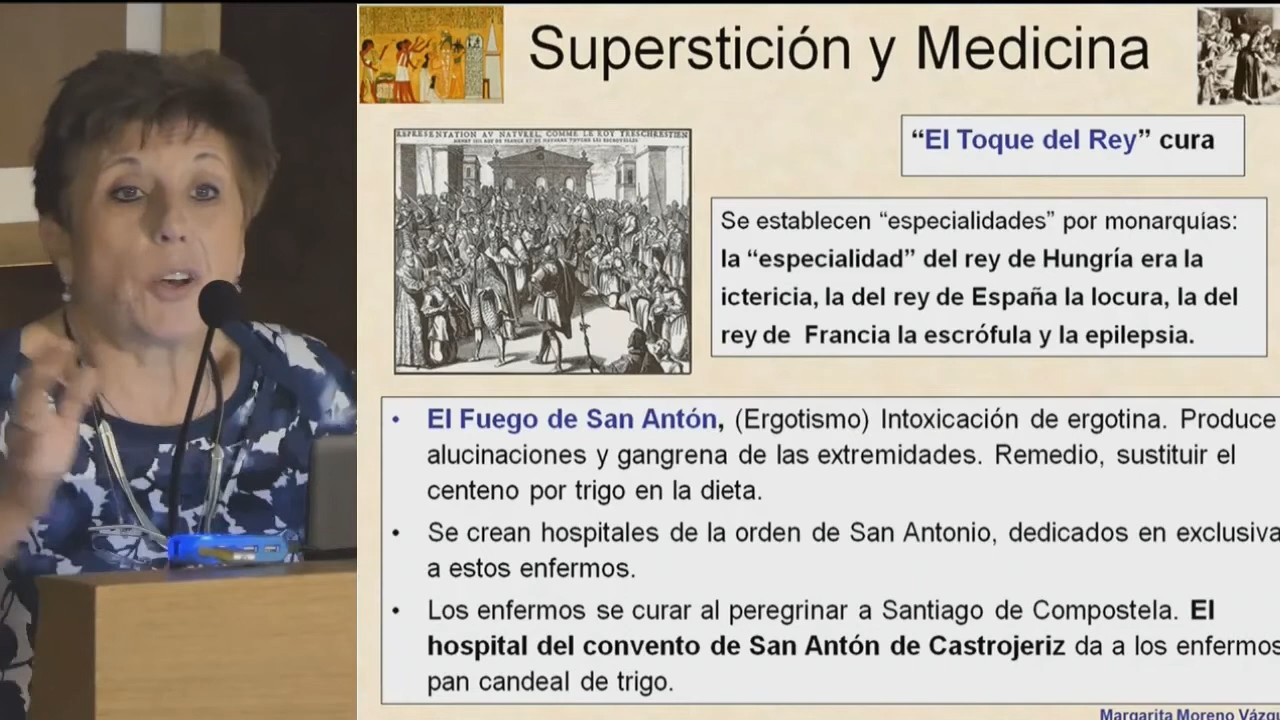 Superstición y Medicina
REPRESENTATION AV NATVREL, COMME LE ROY TRESCHRESTIEN
"El Toque del Rey" cura
Se establecen "especialidades" por monarquías:
la "especialidad" del rey de Hungría era la
ictericia, la del rey de España la locura, la del
rey de Francia la escrófula y la epilepsia.
• El Fuego de San Antón, (Ergotismo) Intoxicación de ergotina. Produce
alucinaciones y gangrena de las extremidades. Remedio, sustituir el
centeno por trigo en la dieta.
• Se crean hospitales de la orden de San Antonio, dedicados en exclusiva
a estos enfermos.
• Los enfermos se curar al peregrinar a Santiago de Compostela. El
hospital del convento de San Antón de Castrojeriz da a los enfermos
pan candeal de trigo.
Margarita Moreno Vázqu